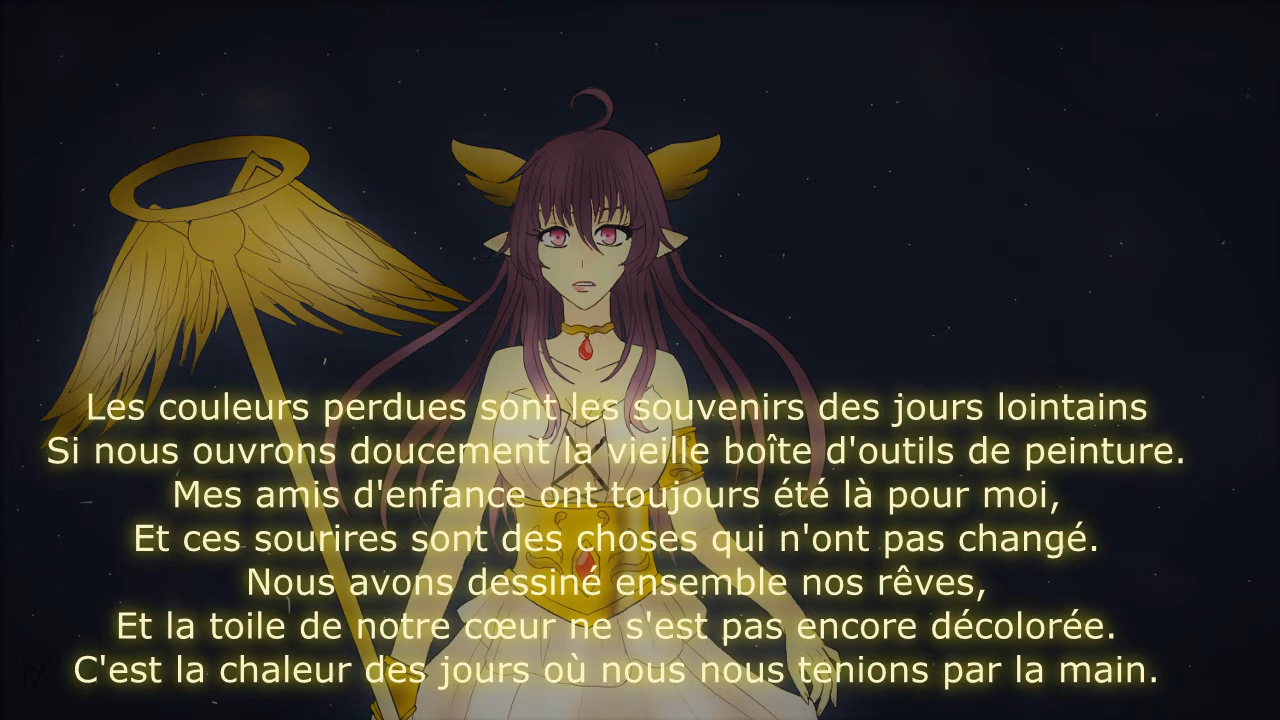 Les couleurs perdues sont les souvenirs des jours lointains
Si nous ouvrons doucement la vieille boîte d'outils de peinture.
Mes amis d'enfance ont toujours été là pour moi,
Et ces sourires sont des choses qui n'ont pas changé.
Nous avons dessiné ensemble nos rêves,
Et la toile de notre cœur ne s'est pas encore décolorée.
C'est la chaleur des jours où nous nous tenions par la main.